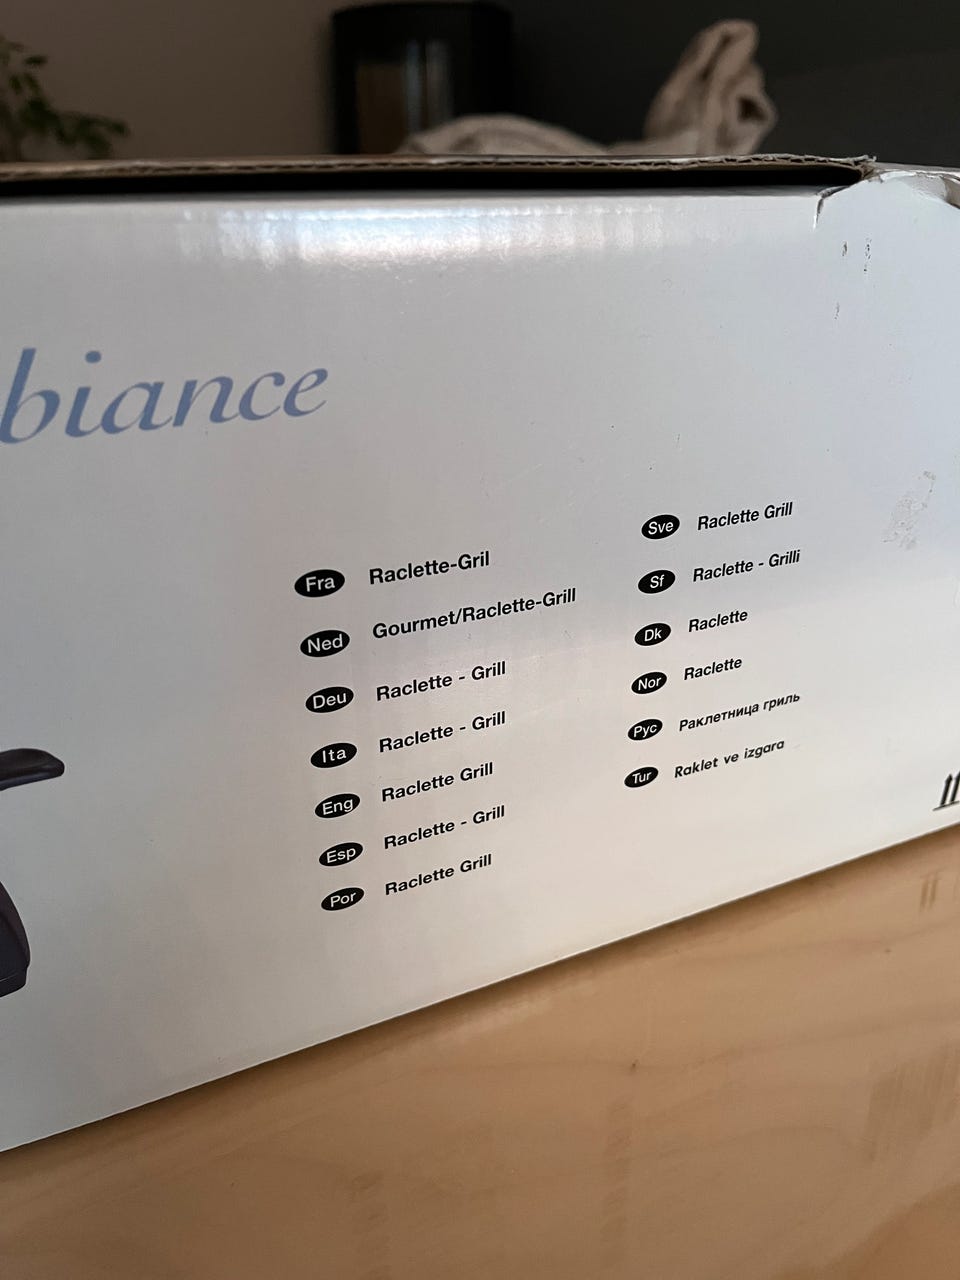 biance
Fra Raclette-Gril
Ned Gourmet/Raclette-Grill
Deu Raclette - Grill
Ita Raclette - Grill
Eng Raclette Grill
Esp Raclette - Grill
Por Raclette Grill
Sve Raclette Grill
Sf Raclette - Grilli
Dk Raclette
Nor Raclette
Рус Раклетница гриль
Tur Raklet ve izgara